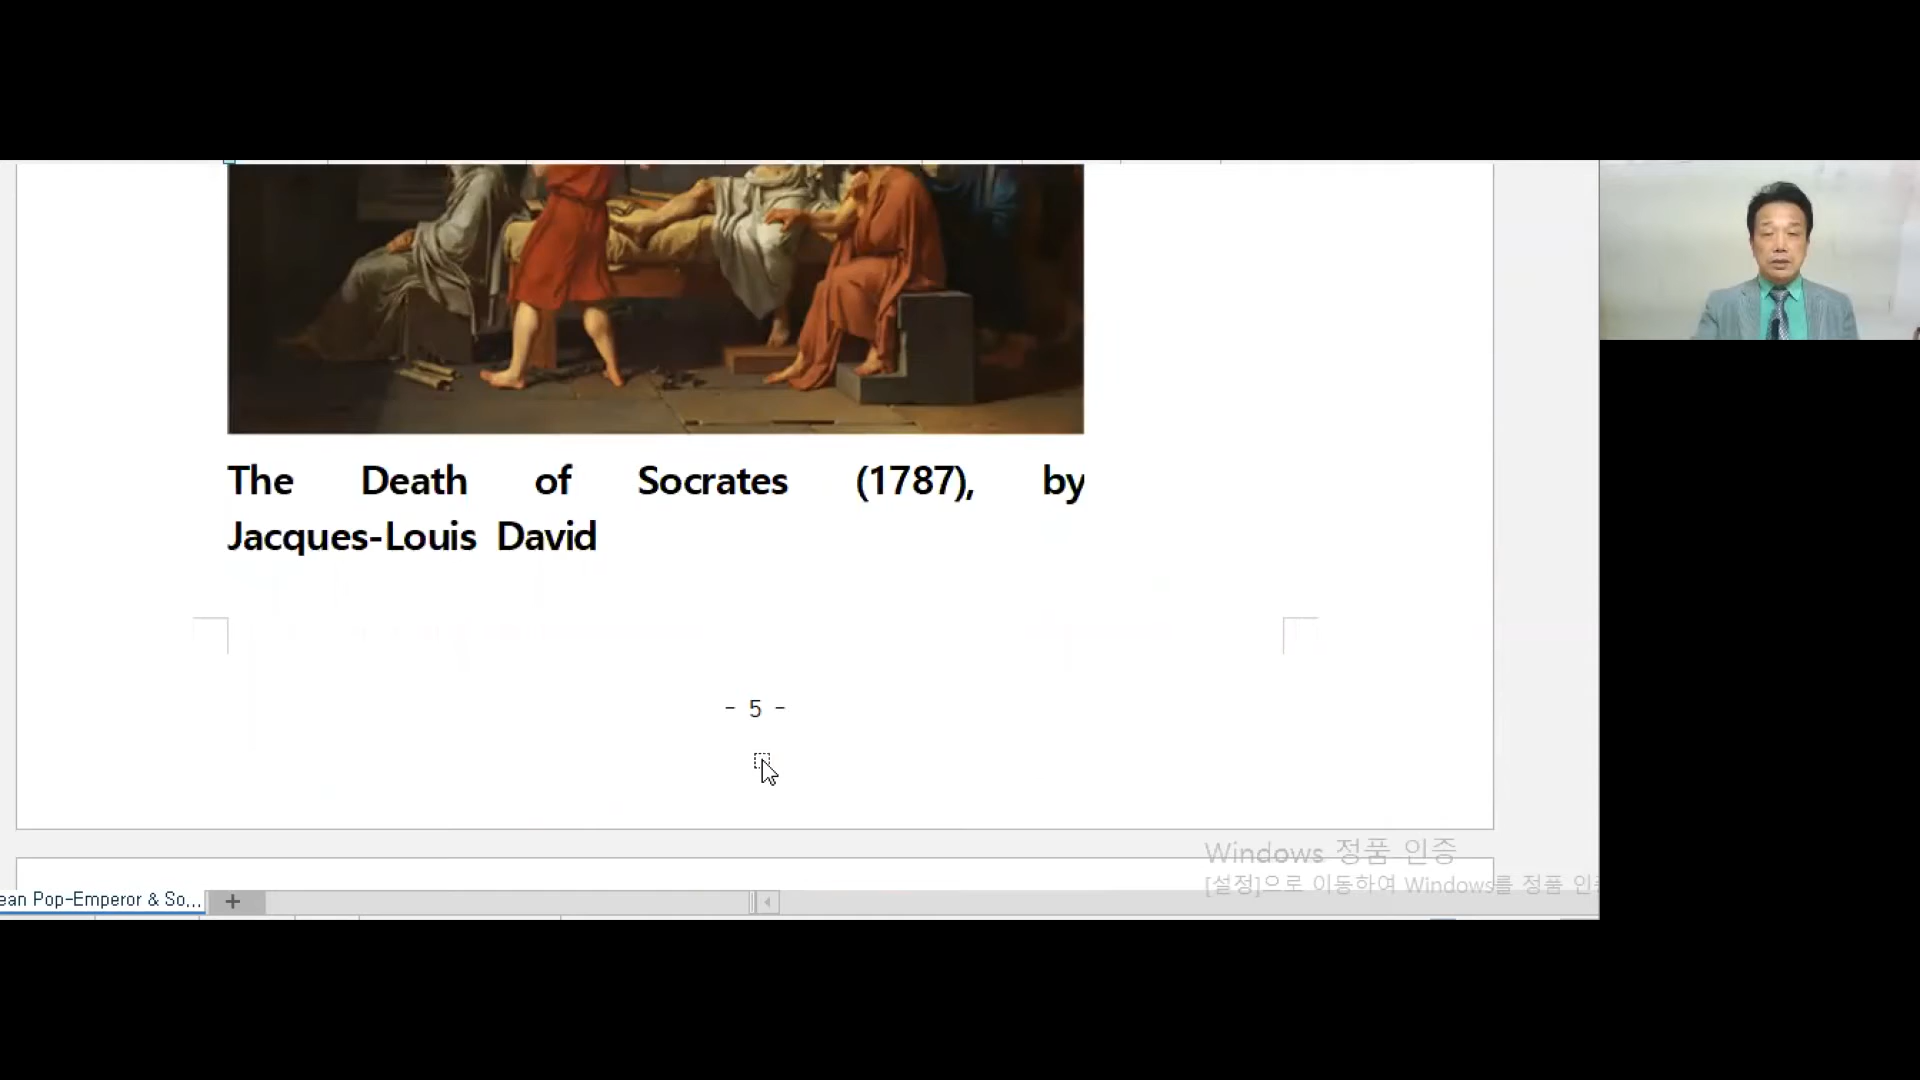 The Death of Socrates (1787), by
Jacques-Louis David
- 5 -
Windows 정품 인증
[설정]으로 이동하여 Windows를 정품
ean Pop-Emperor & So...